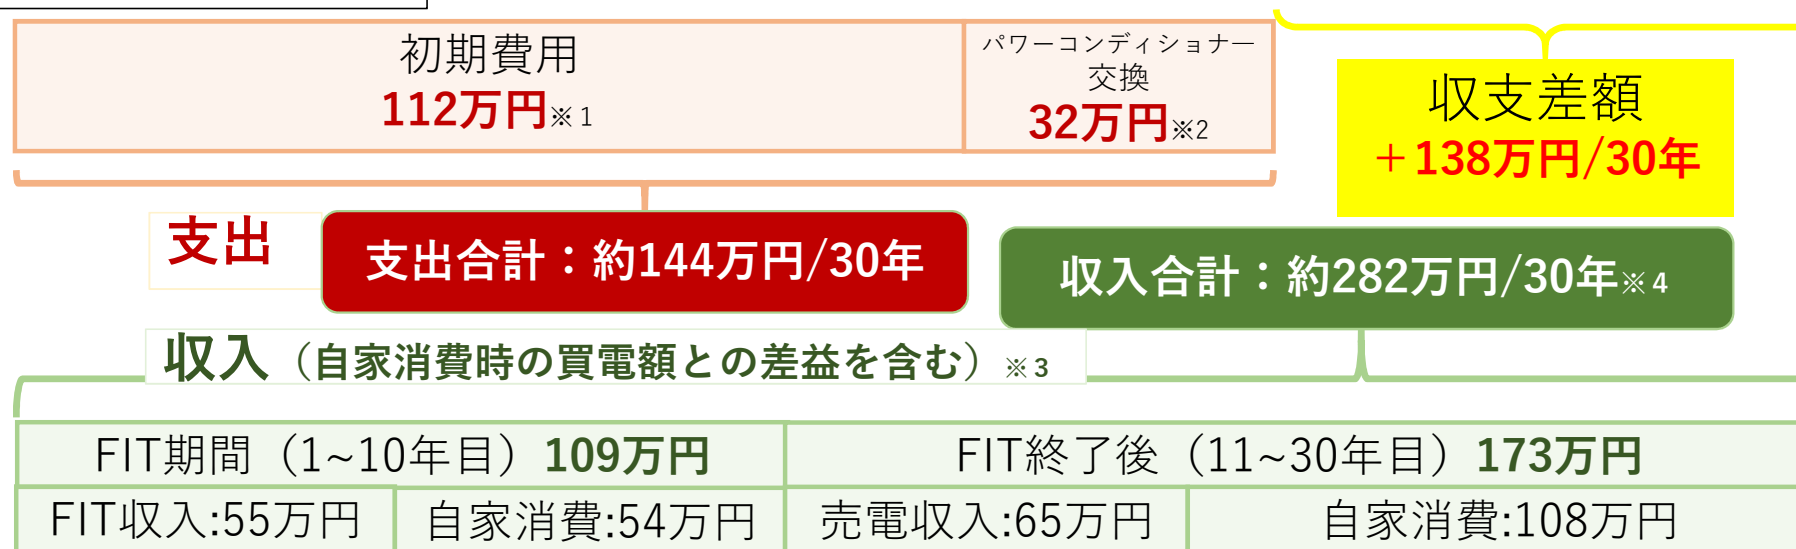 初期費用
112万円※1
パワーコンディショナー
交換
32万円※2
収支差額
+138万円/30年
支出
支出合計：約144万円/30年
収入合計：約282万円/30年※4
収入（自家消費時の買電額との差益を含む）※3
FIT期間（1~10年目）109万円
FIT終了後（11~30年目）173万円
FIT収入:55万円
自家消費:54万円
売電収入:65万円
自家消費:108万円